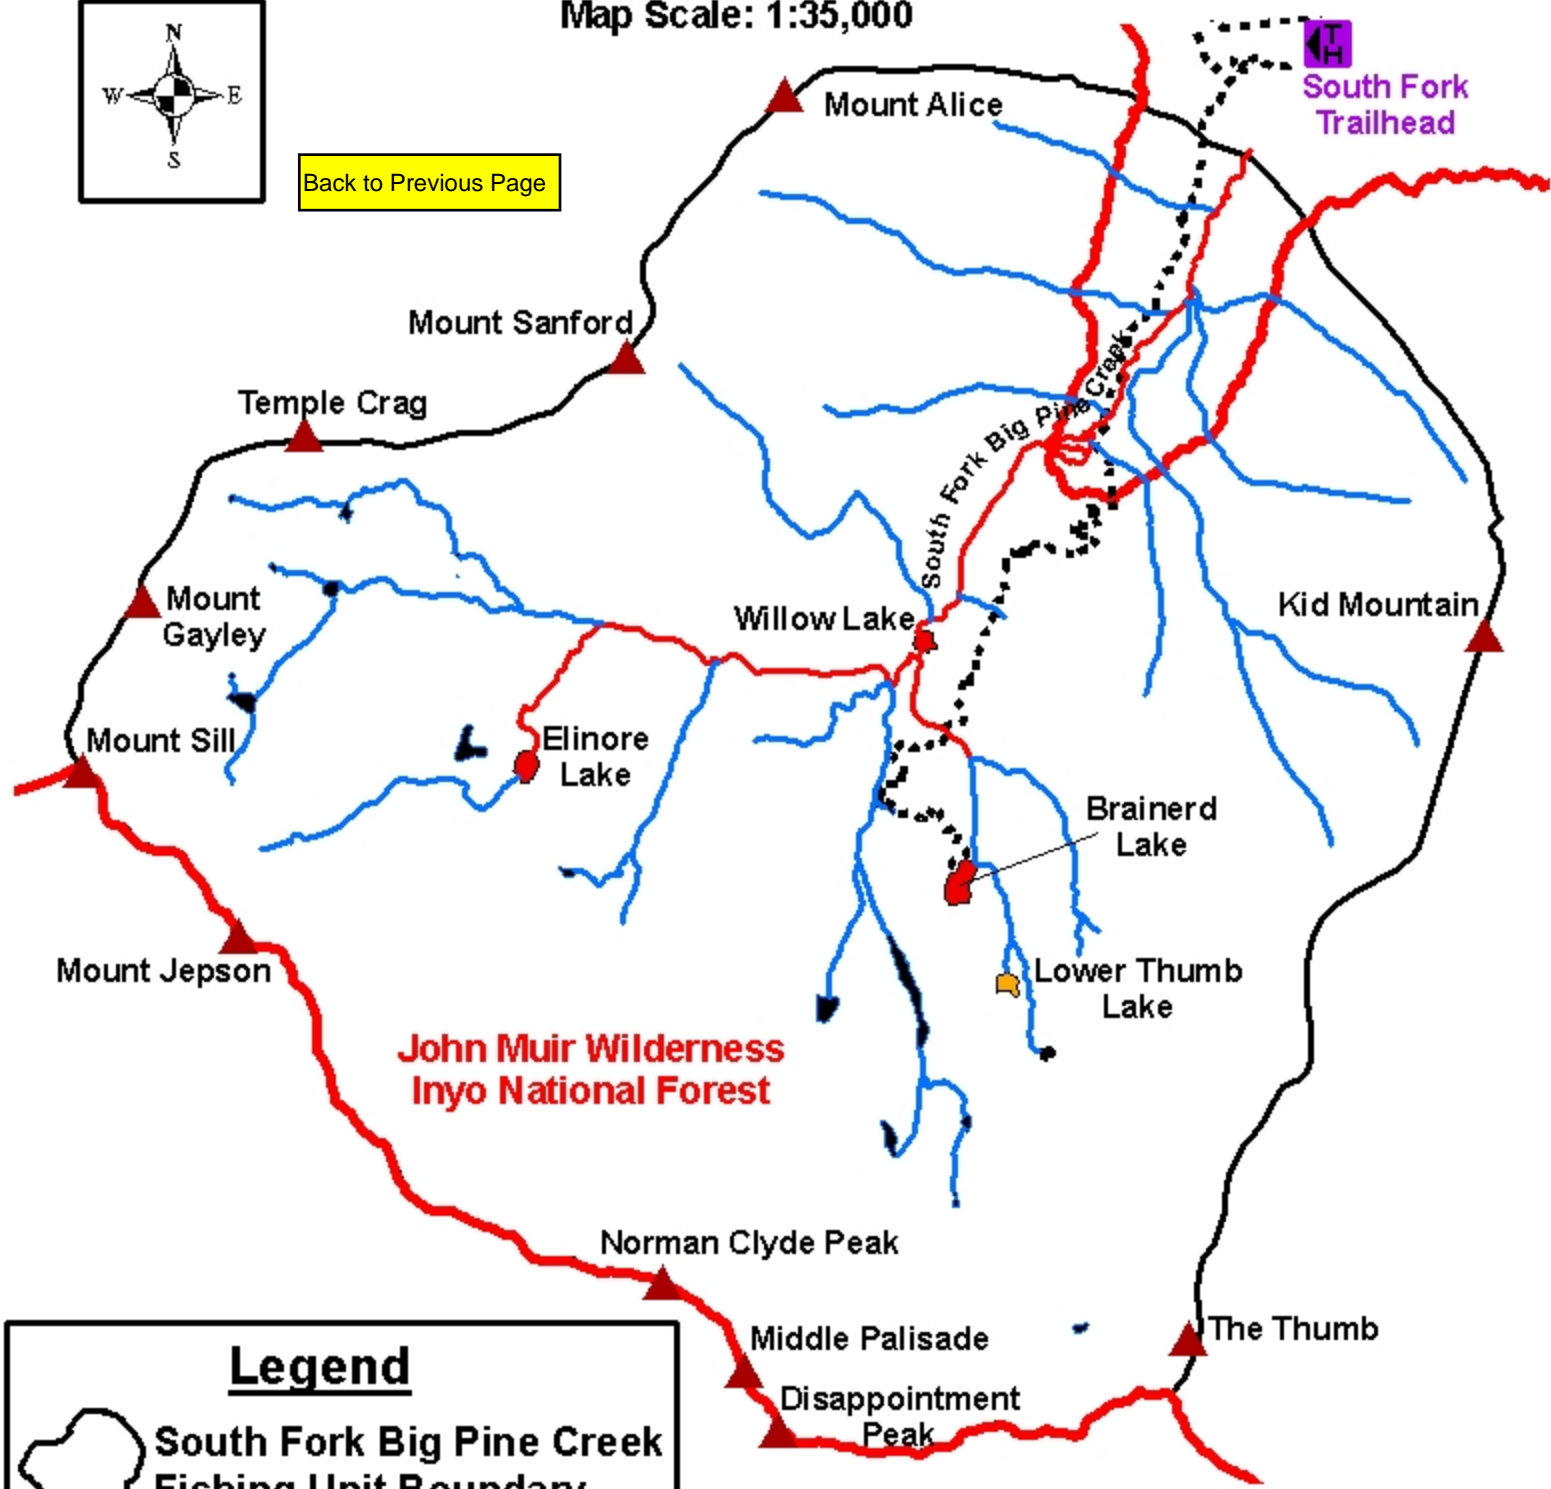 Map Scale: 1:35,000
N
W E
S
TH
South Fork
Trailhead
Mount Alice
Back to Previous Page
Mount Sanford
Temple Crag
South Fork Big Pine Creek
Mount
Gayley
Willow Lake
Kid Mountain
Mount Sill
Elinore
Lake
Brainerd
Lake
Mount Jepson
Lower Thumb
Lake
John Muir Wilderness
Inyo National Forest
Norman Clyde Peak
Middle Palisade
The Thumb
Disappointment
Peak
Legend
South Fork Big Pine Creek
Fishing Unit Boundary